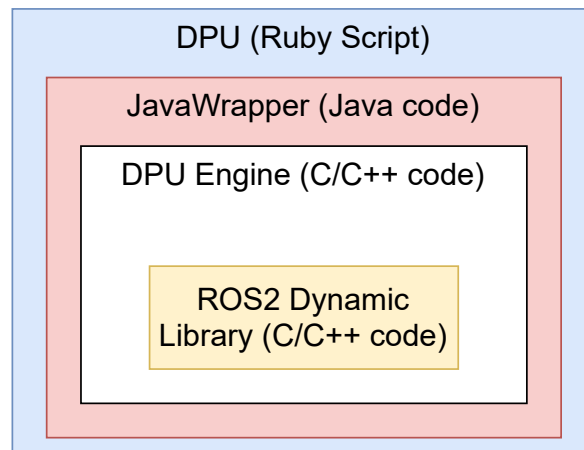 DPU (Ruby Script)
JavaWrapper (Java code)
DPU Engine (C/C++ code)
ROS2 Dynamic
Library (C/C++ code)